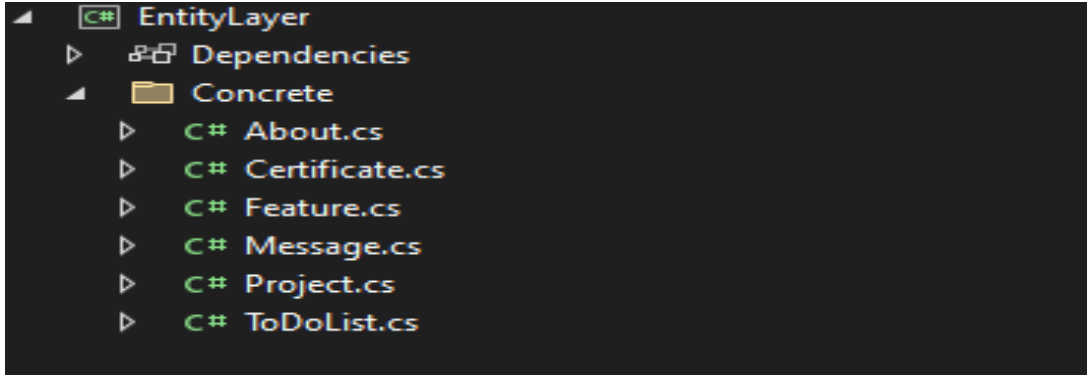 C# EntityLayer
Dependencies
Concrete
C# About.cs
C# Certificate.cs
C# Feature.cs
C# Message.cs
C# Project.cs
C# ToDoList.cs